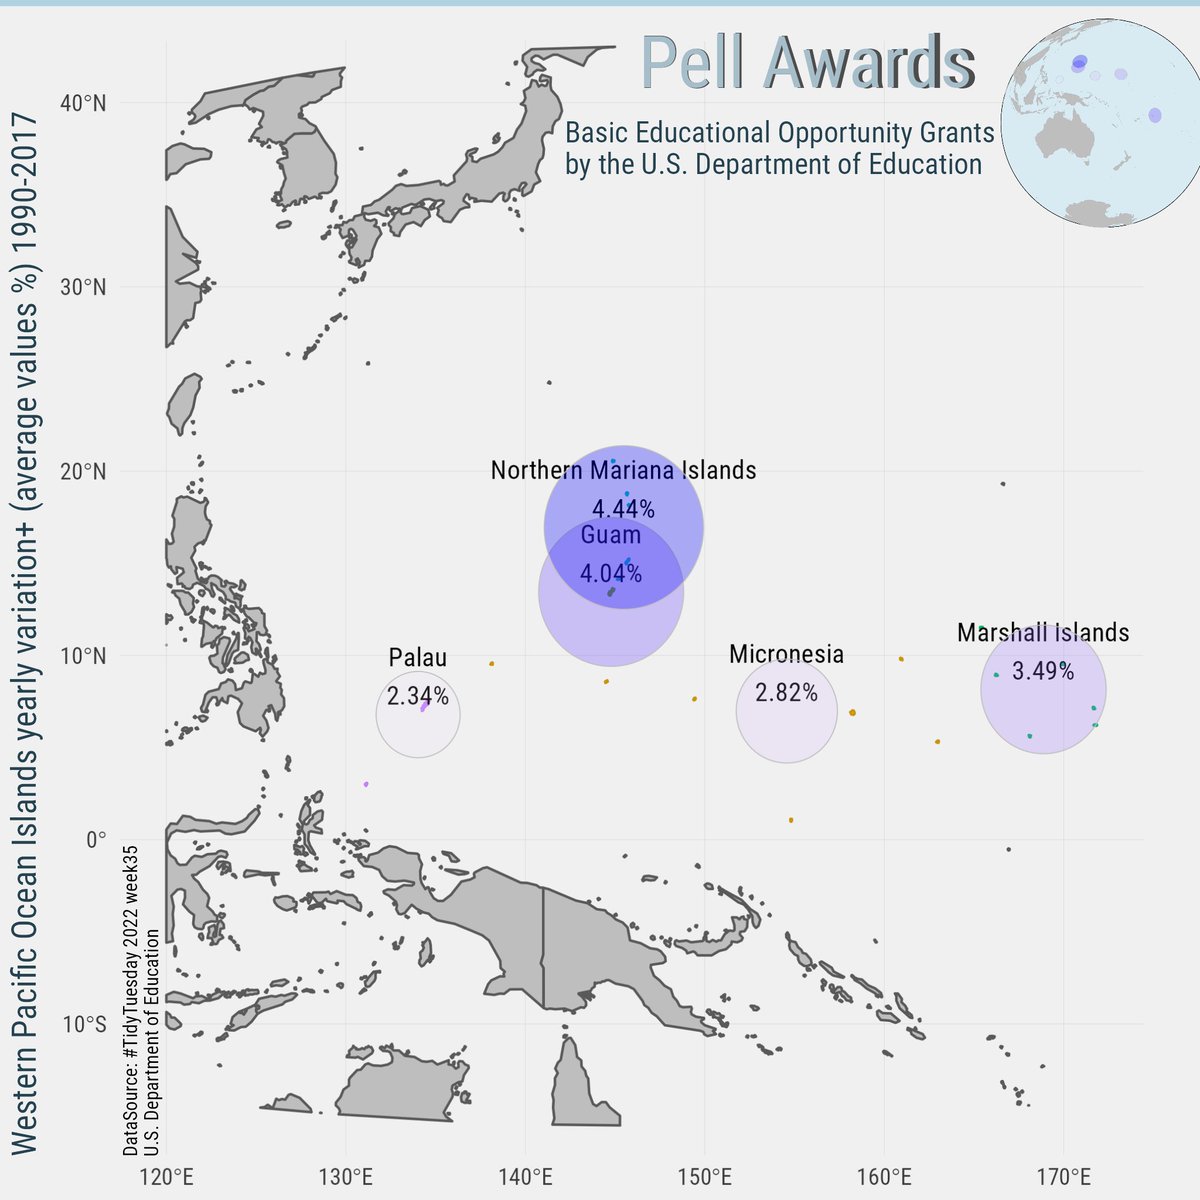 Pell Awards
Basic Educational Opportunity Grants
by the U.S. Department of Education
Western Pacific Ocean Islands yearly variation+ (average values %) 1990-2017
40°N
30°N
20°N
10°N
0°
10°S
Northern Mariana Islands
4.44%
Guam
4.04%
Marshall islands
3.49%
Micronesia
2.82%
Palau
2.34%
DataSource: #TidyTuesday 2022 week35
U.S. Department of Education
120°E
130°E
140°E
150°E
160°E
170°E